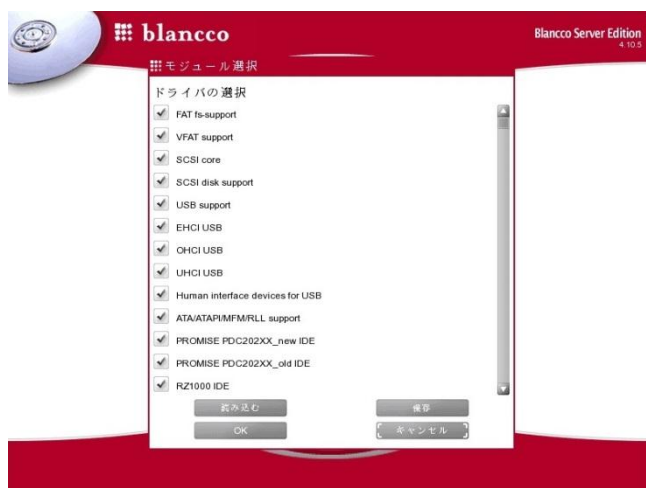 blancco
Blancco Server Edition
4.10.5
モジュール選択
ドライバの選択
FAT fs-support
VFAT support
SCSI core
SCSI disk support
USB support
EHCI USB
OHCI USB
UHCI USB
Human interface devices for USB
ATA/ATAPI/MFM/RLL support
PROMISE PDC202XX_new IDE
PROMISE PDC202XX_old IDE
RZ1000 IDE
読み込む
保存
OK
キャンセル